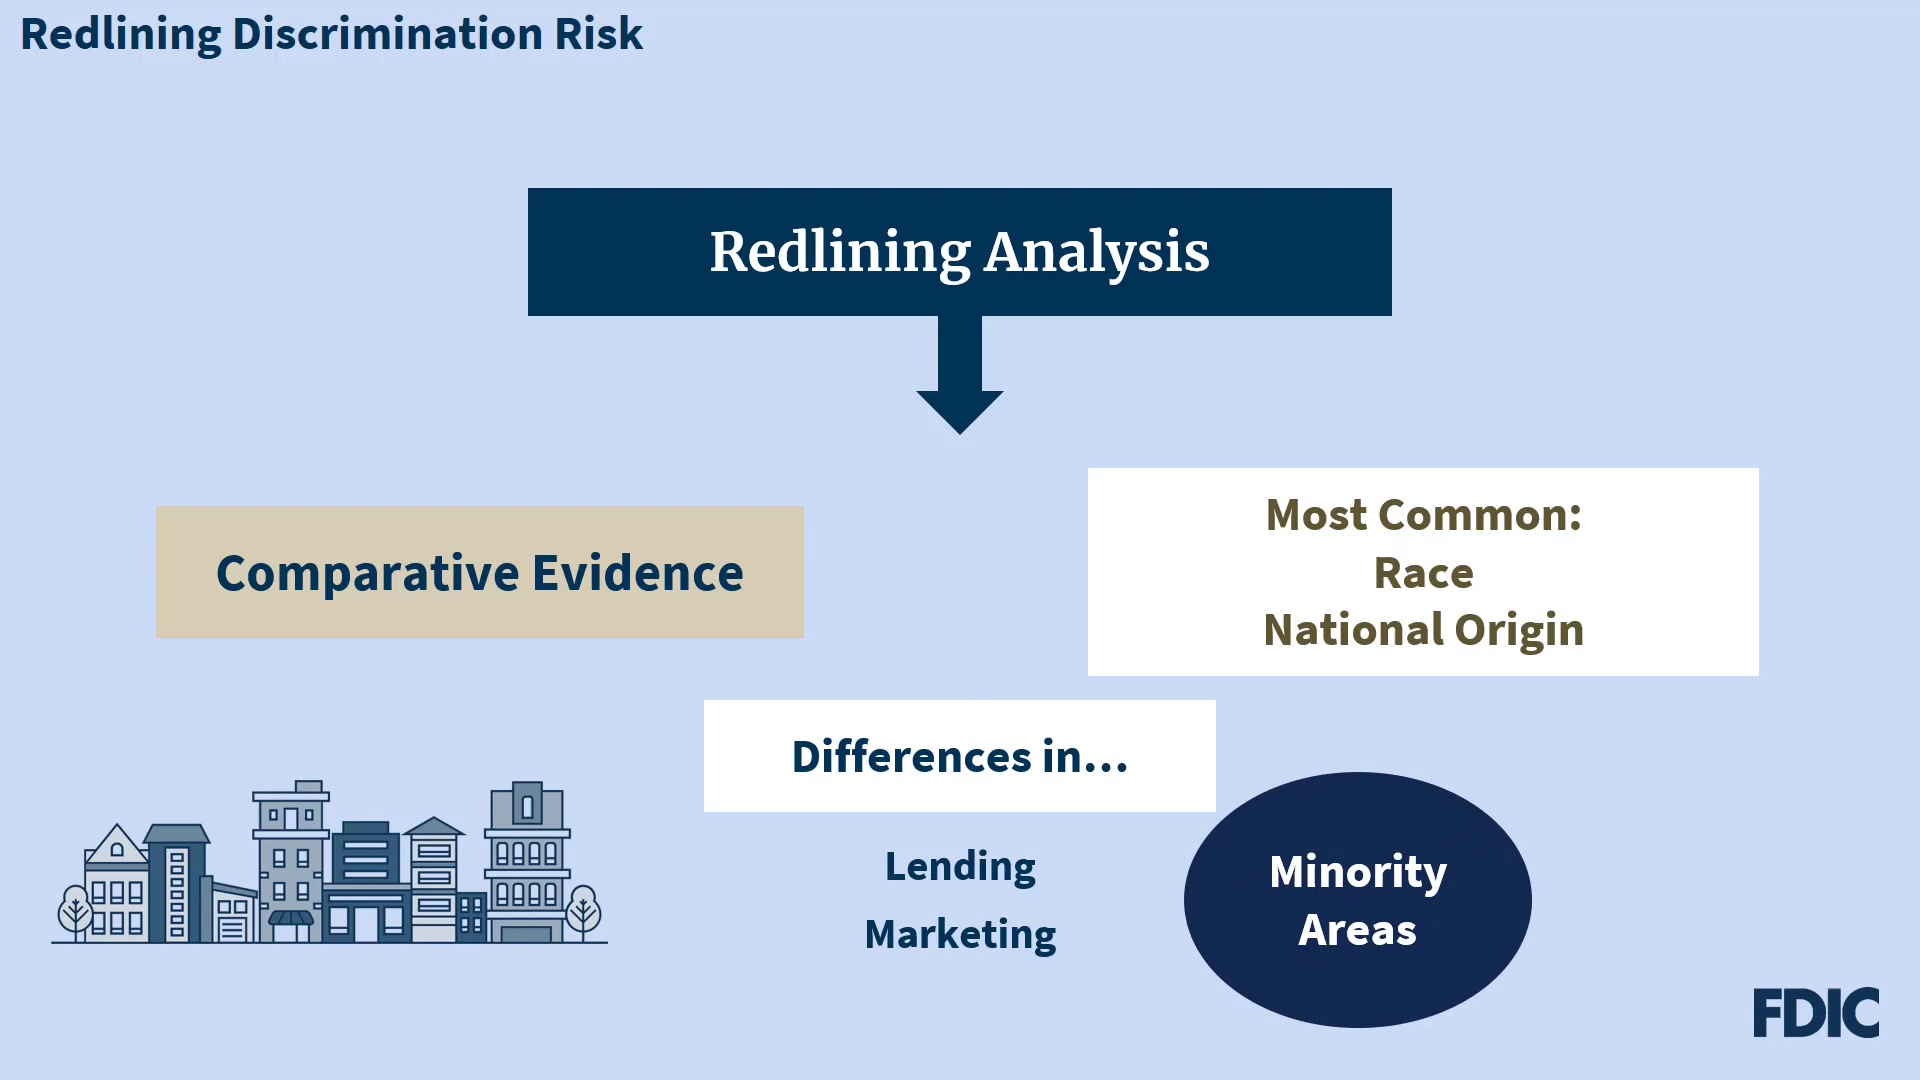 Redlining Discrimination Risk
Redlining Analysis
Comparative Evidence
Most Common:
Race
National Origin
Differences in...
Lending
Marketing
Minority
Areas
FDIC